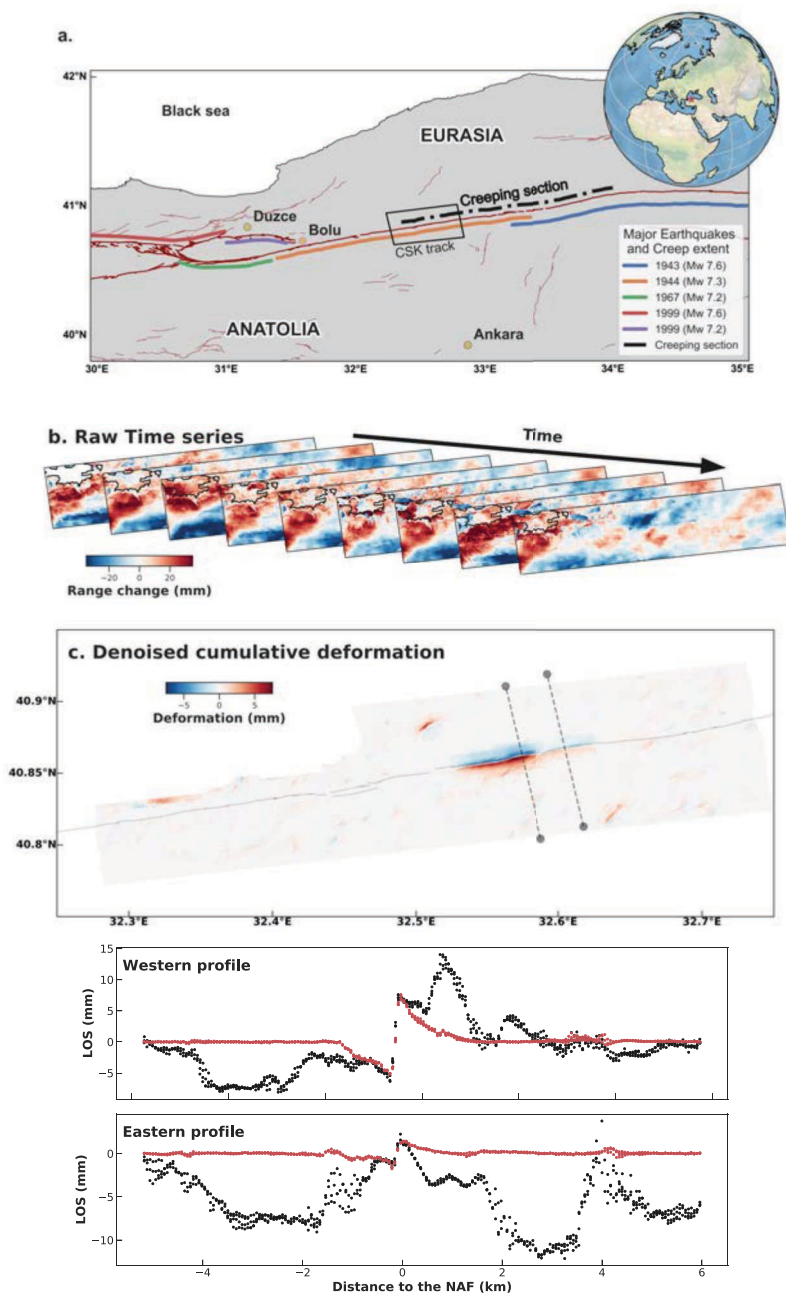 a.
42°N
Black sea
EURASIA
Creeping section
41°N
Duzce
Bolu
CSK track
Major Earthquakes
and Creep extent
1943 (Mw 7.6)
1944 (Mw 7.3)
1967 (Mw 7.2)
1999 (Mw 7.6)
1999 (Mw 7.2)
Creeping section
ANATOLIA
Ankara
40°N
30°E 31°E 32°E 33°E 34°E 35°E
b. Raw Time series
Time
−20 0 20
Range change (mm)
c. Denoised cumulative deformation
40.9°N
−5 0 5
Deformation (mm)
40.85°N
40.8°N
32.3°E 32.4°E 32.5°E 32.6°E 32.7°E
15
Western profile
10
LOS (mm)
5
0
−5
Eastern profile
0
LOS (mm)
−5
−10
−4 −2 0 2 4 6
Distance to the NAF (km)